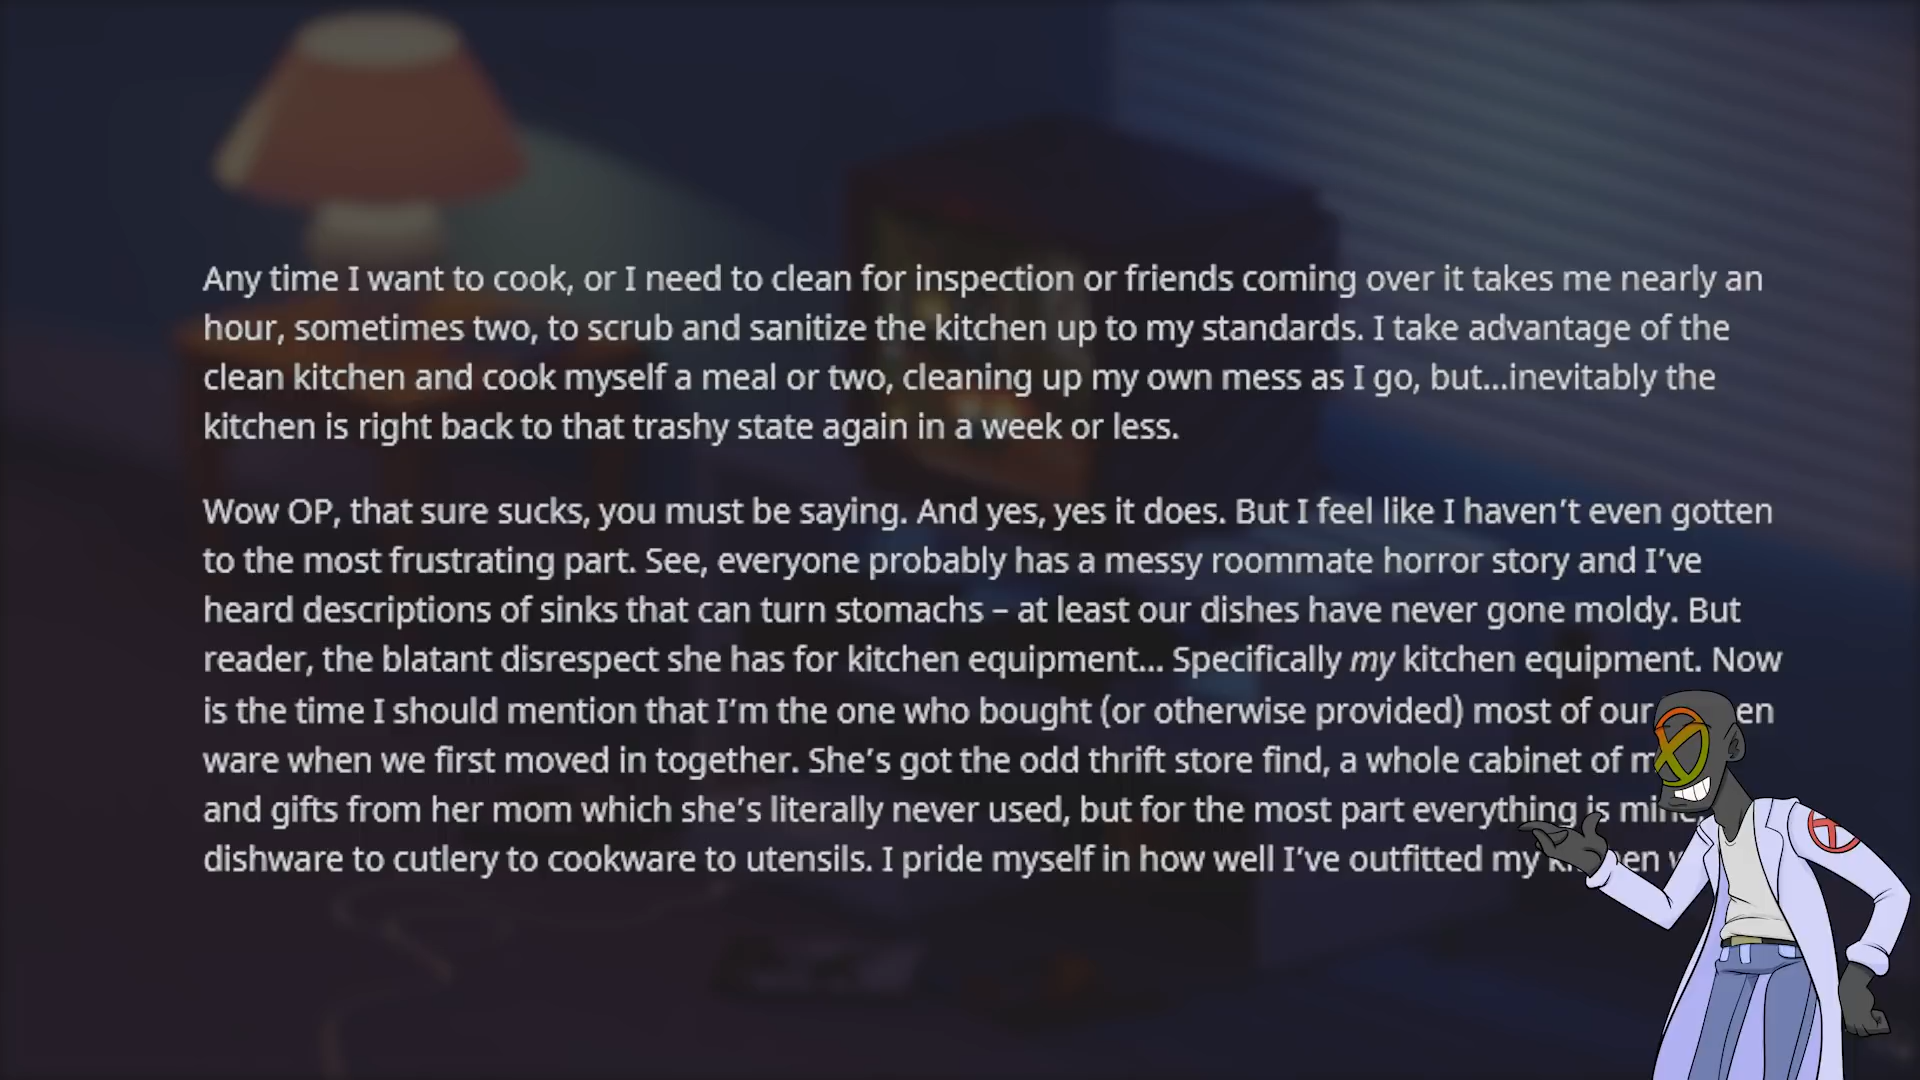 Any time I want to cook, or I need to clean for inspection or friends coming over it takes me nearly an
hour, sometimes two, to scrub and sanitize the kitchen up to my standards. I take advantage of the
clean kitchen and cook myself a meal or two, cleaning up my own mess as I go, but...inevitably the
kitchen is right back to that trashy state again in a week or less.
Wow OP, that sure sucks, you must be saying. And yes, yes it does. But I feel like I haven't even gotten
to the most frustrating part. See, everyone probably has a messy roommate horror story and I've
heard descriptions of sinks that can turn stomachs – at least our dishes have never gone moldy. But
reader, the blatant disrespect she has for kitchen equipment... Specifically my kitchen equipment. Now
is the time I should mention that I'm the one who bought (or otherwise provided) most of our
ware when we first moved in together. She's got the odd thrift store find, a whole cabinet of
and gifts from her mom which she's literally never used, but for the most part everything is
dishware to cutlery to cookware to utensils. I pride myself in how well I've outfitted my